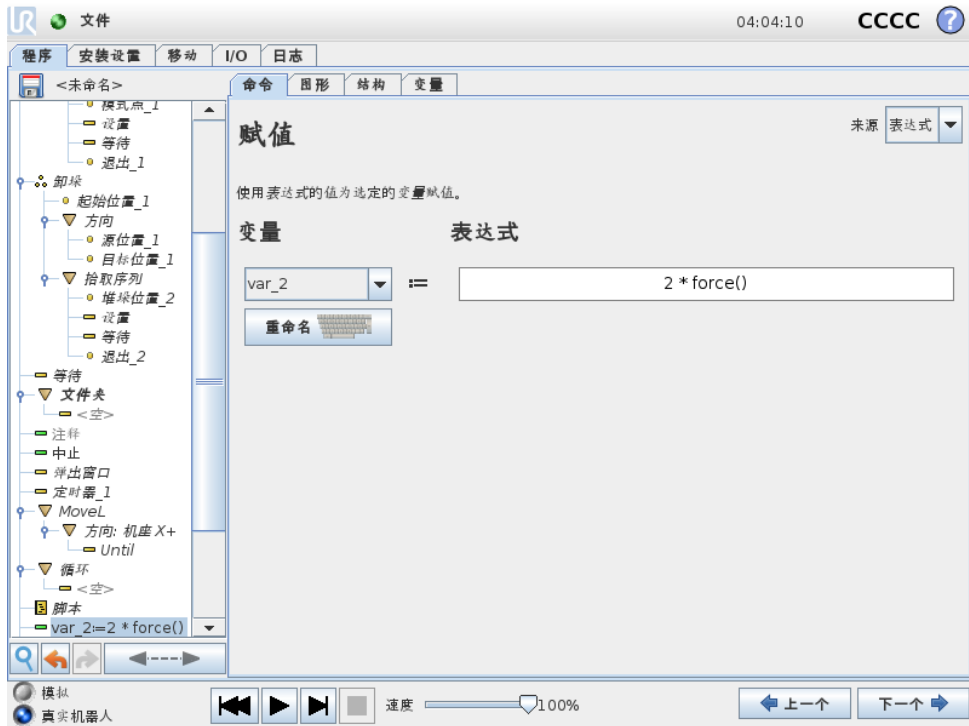 UR 文件 04:04:10 CCCC ?
程序 安装设置 移动 I/O 日志
<未命名> 命令 图形 结构 变量
模式点_1
设置
等待
退出_1
卸垛
起始位置_1
方向
源位置_1
目标位置_1
拾取序列
堆垛位置_2
设置
等待
退出_2
等待
文件夹
<空>
注释
中止
弹出窗口
定时器_1
MoveL
方向: 机座 X+
Until
循环
<空>
脚本
var_2:=2 * force()
赋值
来源 表达式
使用表达式的值为选定的变量赋值。
变量 表达式
var_2 := 2 * force()
重命名
模拟
真实机器人
速度 100%
上一个 下一个